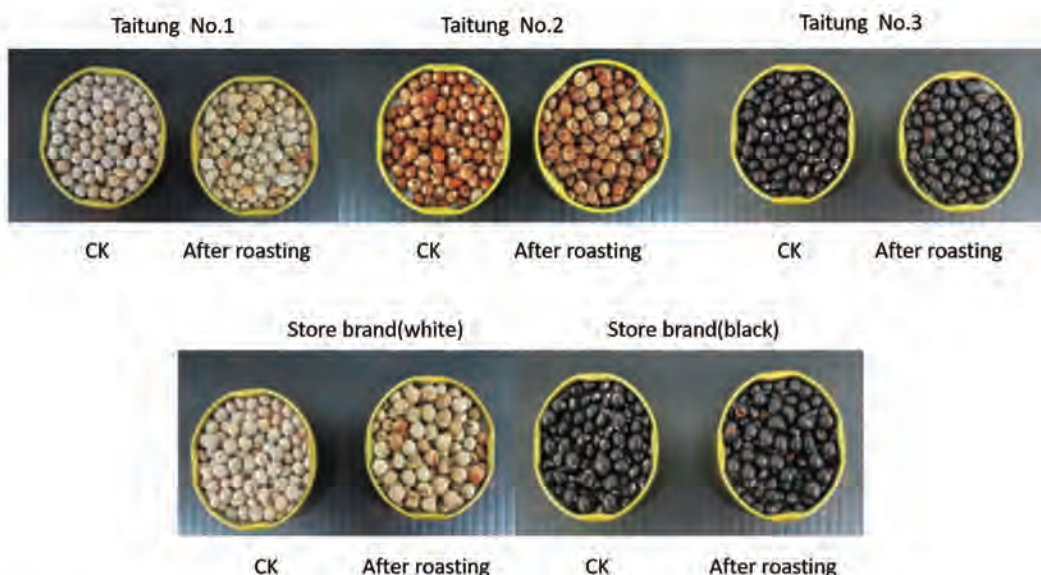 Taitung No.1 Taitung No.2 Taitung No.3
CK After roasting CK After roasting CK After roasting
Store brand(white) Store brand(black)
CK After roasting CK After roasting